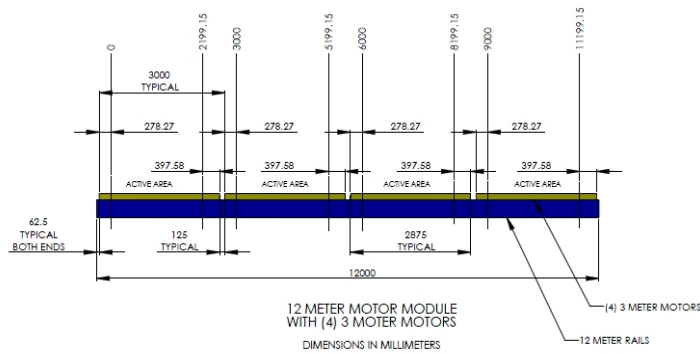 0
2199.15
3000
5199.15
6000
8199.15
9000
11199.15
3000
TYPICAL
278.27
278.27
278.27
278.27
397.58
397.58
397.58
397.58
ACTIVE AREA
ACTIVE AREA
ACTIVE AREA
ACTIVE AREA
62.5
TYPICAL
BOTH ENDS
125
TYPICAL
2875
TYPICAL
12000
(4) 3 METER MOTORS
12 METER RAILS
12 METER MOTOR MODULE
WITH (4) 3 MOTER MOTORS
DIMENSIONS IN MILLIMETERS